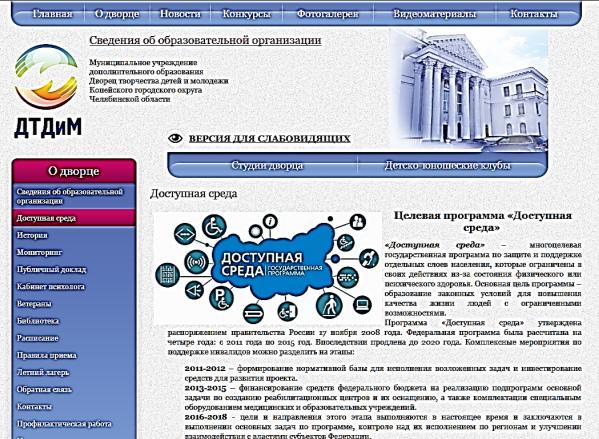 Главная О дворце Новости Конкурсы Фотогалерея Видеоматериалы Контакты
Сведения об образовательной организации
Муниципальное учреждение
дополнительного образования
Дворец творчества детей и молодежи
Копейского городского округа
Челябинской области
ДТДиМ
ВЕРСИЯ ДЛЯ СЛАБОВИДЯЩИХ
Студии дворца Детско-юношеские клубы
О дворце
Сведения об образовательной
организации
Доступная среда
История
Мониторинг
Публичный доклад
Кабинет психолога
Ветераны
Библиотека
Расписание
Правила приема
Летний лагерь
Обратная связь
Контакты
Профилактическая работа
Доступная среда
ДОСТУПНАЯ
СРЕДА ГОСУДАРСТВЕННАЯ
ПРОГРАММА
Целевая программа «Доступная
среда»
«Доступная среда» – многоцелевая
государственная программа по защите и поддержке
отдельных слоев населения, которые ограничены в
своих действиях из-за состояния физического или
психического здоровья. Основная цель программы –
образование законных условий для повышения
качества жизни людей с ограниченными
возможностями.
Программа «Доступная среда» утверждена
распоряжением правительства России 17 ноября 2008 года. Федеральная программа была рассчитана на
четыре года: с 2011 года по 2015 год. Впоследствии продлена до 2020 года. Комплексные мероприятия по
поддержке инвалидов можно разделить на этапы:
2011-2012 – формирование нормативной базы для исполнения возложенных задач и инвестирование
средств для развития проекта.
2013-2015 – финансирование средств федерального бюджета на реализацию подпрограмм основной
задачи по созданию реабилитационных центров и их оснащению, а также комплектации специальным
оборудованием медицинских и образовательных учреждений.
2016-2018 - цели и направления этапа выполняются в настоящее время и заключаются в
выполнении основных задач по программе, контроле над их исполнением по регионам и улучшении
взаимодействия с властями субъектов Федерации.